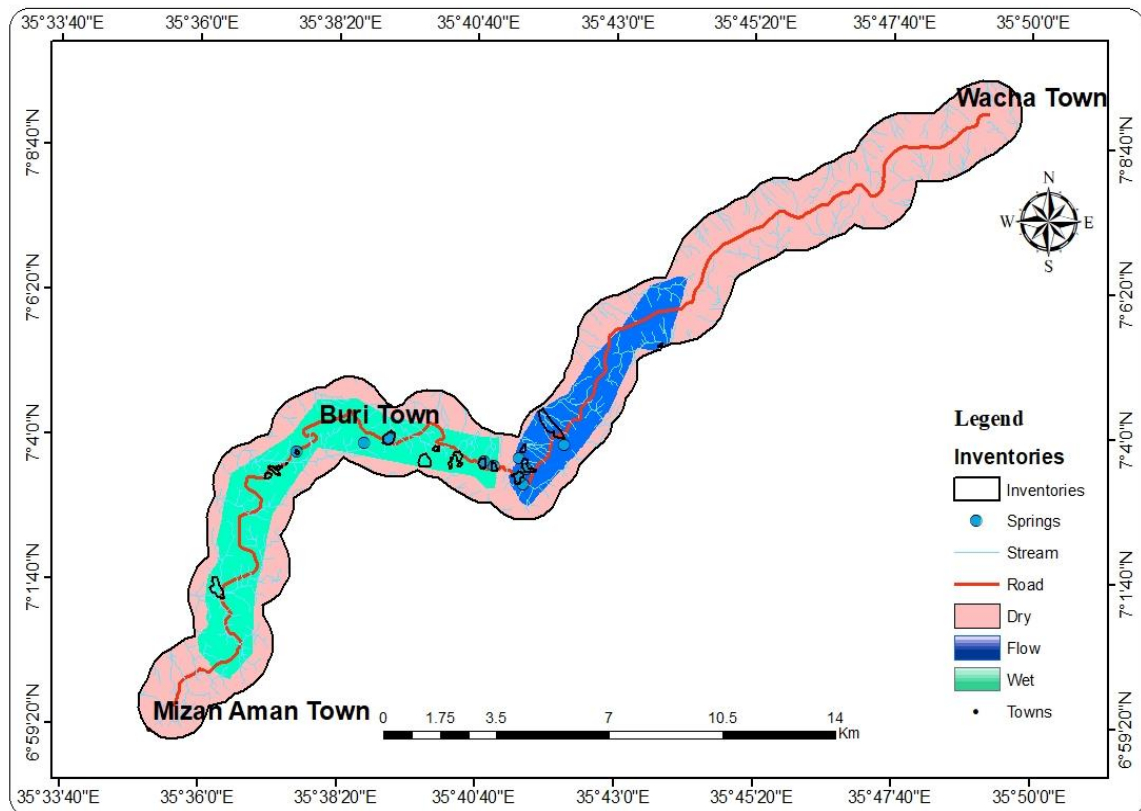 35°33'40"E 35°36'0"E 35°38'20"E 35°40'40"E 35°43'0"E 35°45'20"E 35°47'40"E 35°50'0"E
Wacha Town
7°8'40"N 7°8'40"N
N
W E
S
7°6'20"N 7°6'20"N
Buri Town
7°4'0"N 7°4'0"N
Legend
Inventories
Inventories
Springs
Stream
Road
Dry
Flow
Wet
Towns
7°1'40"N 7°1'40"N
Mizan Aman Town
6°59'20"N 6°59'20"N
0 1.75 3.5 7 10.5 14
Km
35°33'40"E 35°36'0"E 35°38'20"E 35°40'40"E 35°43'0"E 35°45'20"E 35°47'40"E 35°50'0"E